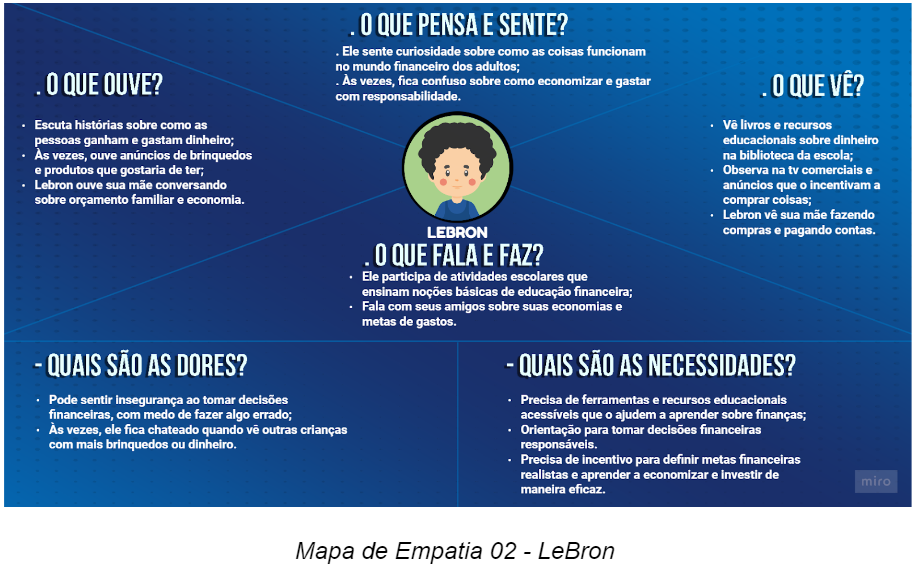 . O QUE PENSA E SENTE?
. Ele sente curiosidade sobre como as coisas funcionam
no mundo financeiro dos adultos;
. Às vezes, fica confuso sobre como economizar e gastar
com responsabilidade.
. O QUE OUVE?
• Escuta histórias sobre como as
pessoas ganham e gastam dinheiro;
• Às vezes, ouve anúncios de brinquedos
e produtos que gostaria de ter;
• Lebron ouve sua mãe conversando
sobre orçamento familiar e economia.
. O QUE VÊ?
• Vê livros e recursos
educacionais sobre dinheiro
na biblioteca da escola;
• Observa na tv comerciais e
anúncios que o incentivam a
comprar coisas;
• Lebron vê sua mãe fazendo
compras e pagando contas.
LEBRON
. O QUE FALA E FAZ?
• Ele participa de atividades escolares que
ensinam noções básicas de educação financeira;
• Fala com seus amigos sobre suas economias e
metas de gastos.
- QUAIS SÃO AS DORES?
• Pode sentir insegurança ao tomar decisões
financeiras, com medo de fazer algo errado;
• Às vezes, ele fica chateado quando vê outras crianças
com mais brinquedos ou dinheiro.
- QUAIS SÃO AS NECESSIDADES?
• Precisa de ferramentas e recursos educacionais
acessíveis que o ajudem a aprender sobre finanças;
• Orientação para tomar decisões financeiras
responsáveis.
• Precisa de incentivo para definir metas financeiras
realistas e aprender a economizar e investir de
maneira eficaz.
miro
Mapa de Empatia 02 - LeBron